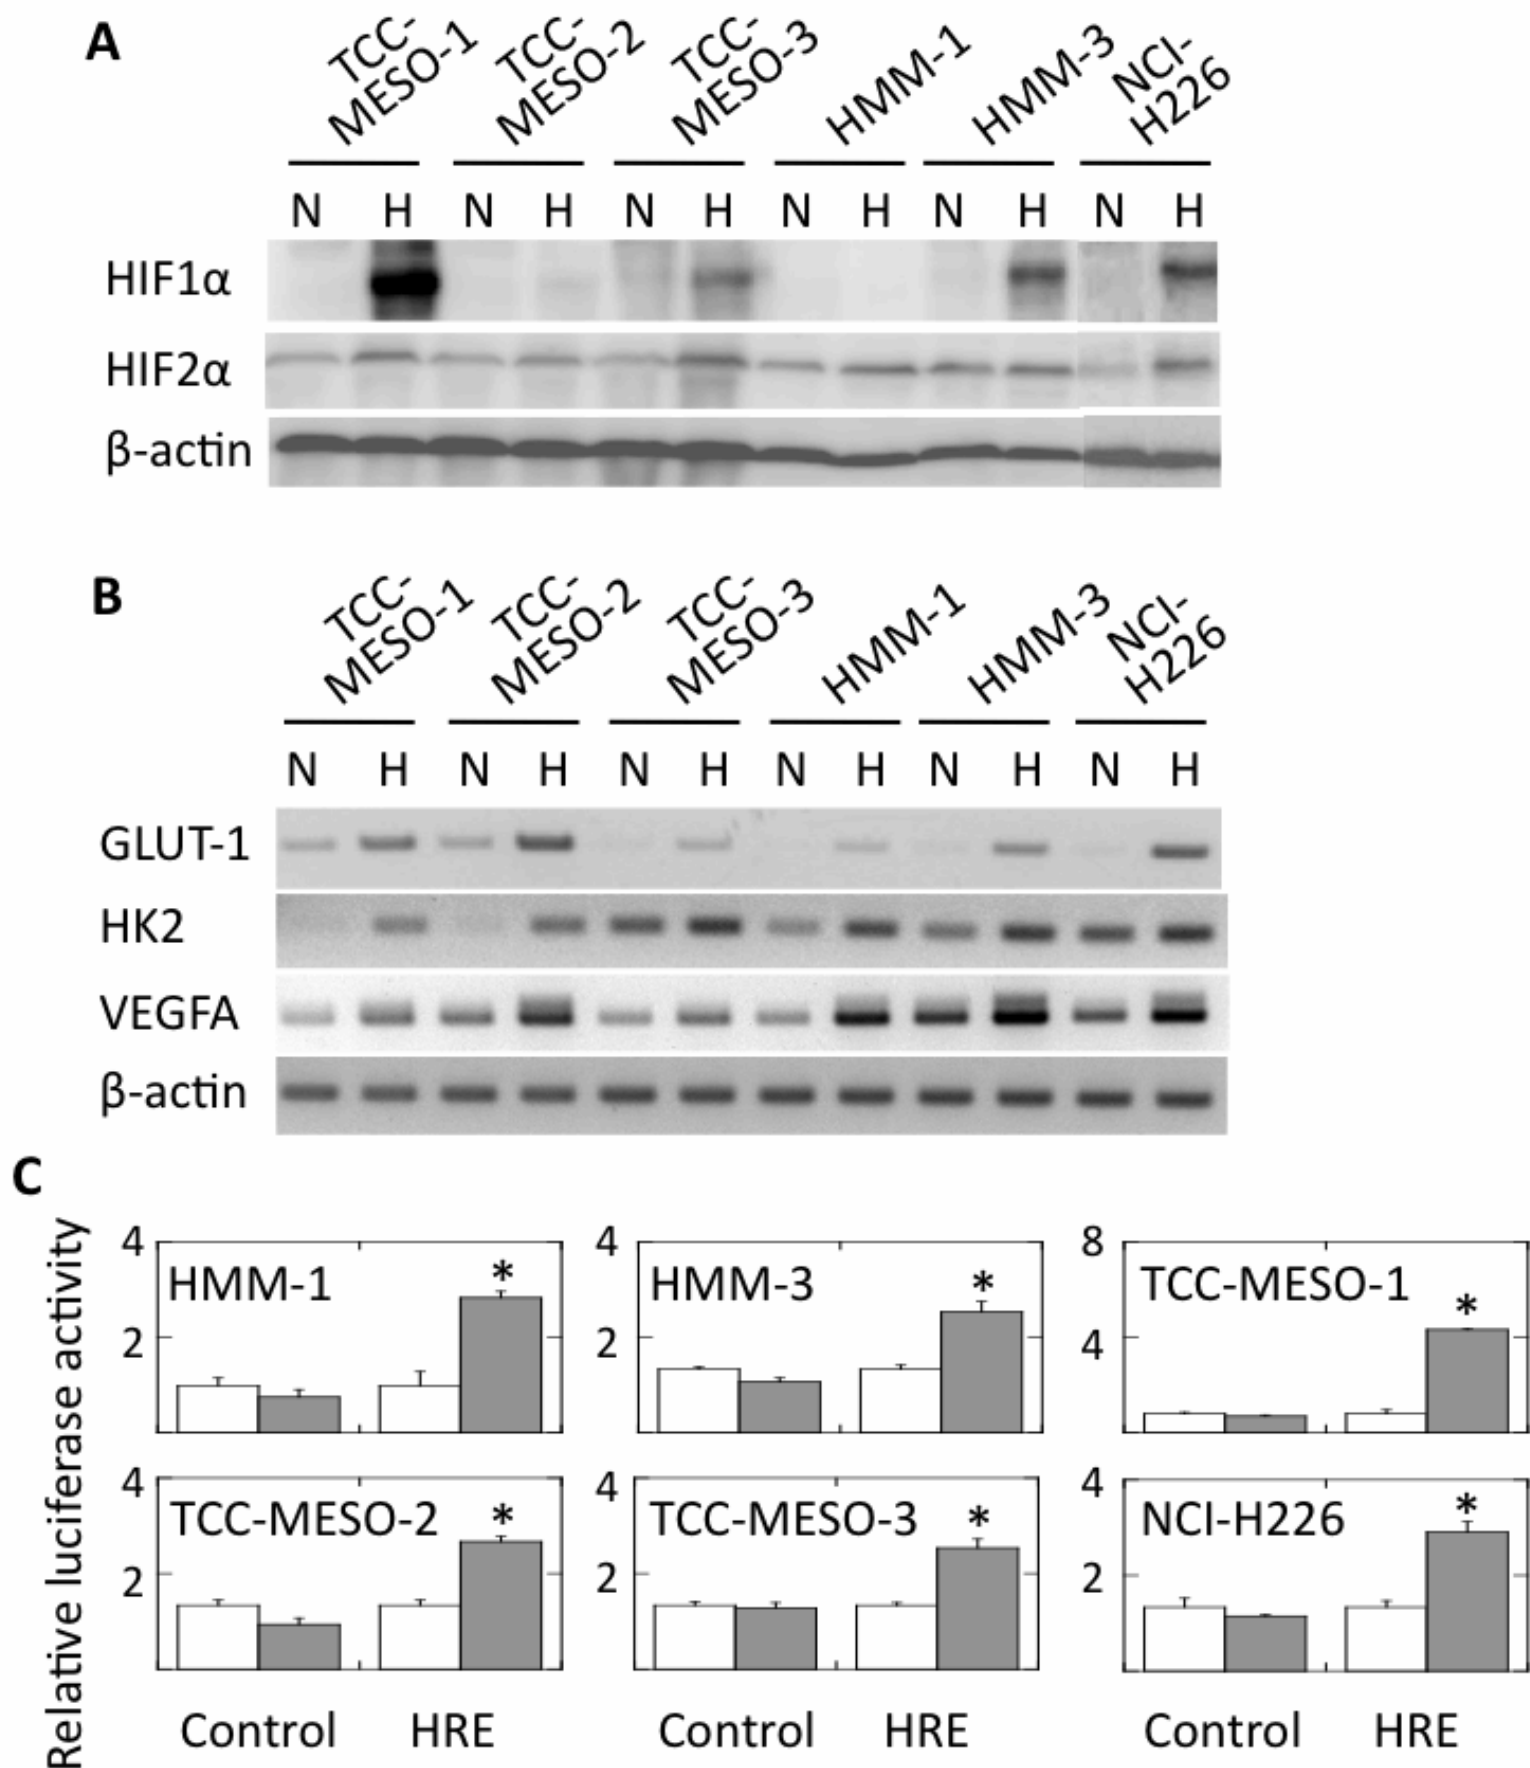 A
TCC-
MESO-1
TCC-
MESO-2
TCC-
MESO-3
HMM-1
HMM-3
NCI-
H226
N H N H N H N H N H N H
HIF1α
HIF2α
β-actin
B
TCC-
MESO-1
TCC-
MESO-2
TCC-
MESO-3
HMM-1
HMM-3
NCI-
H226
N H N H N H N H N H N H
GLUT-1
HK2
VEGFA
β-actin
C
Relative luciferase activity
4
2
HMM-1
*
4
2
HMM-3
*
8
4
TCC-MESO-1
*
4
2
TCC-MESO-2
*
4
2
TCC-MESO-3
*
4
2
NCI-H226
*
Control HRE Control HRE Control HRE